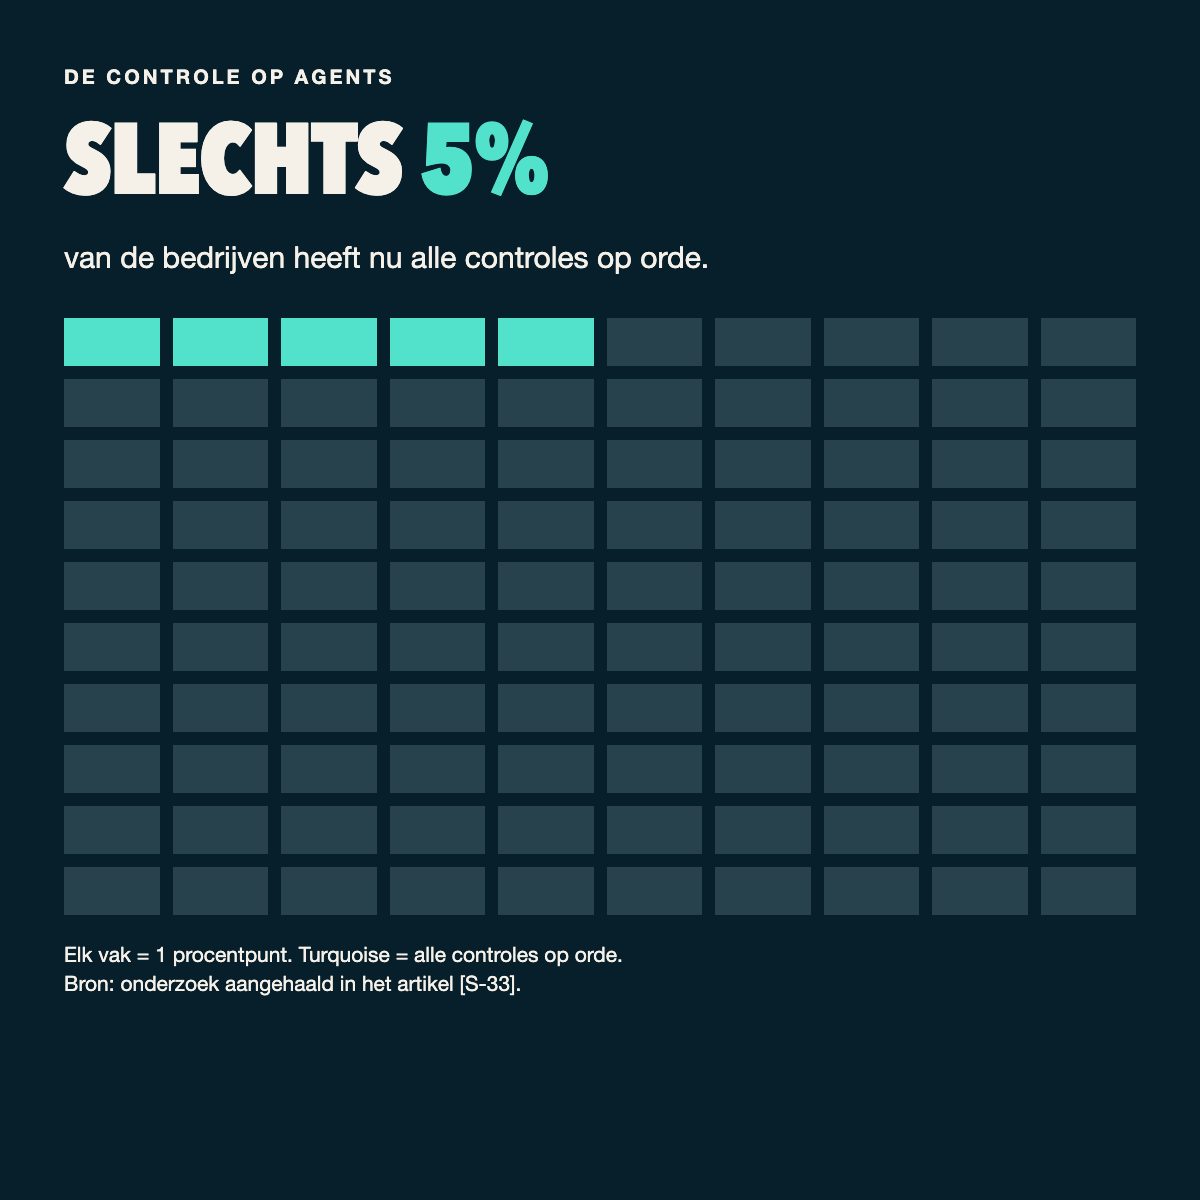 DE CONTROLE OP AGENTS
SLECHTS 5%
van de bedrijven heeft nu alle controles op orde.
Elk vak = 1 procentpunt. Turquoise = alle controles op orde.
Bron: onderzoek aangehaald in het artikel [S-33].